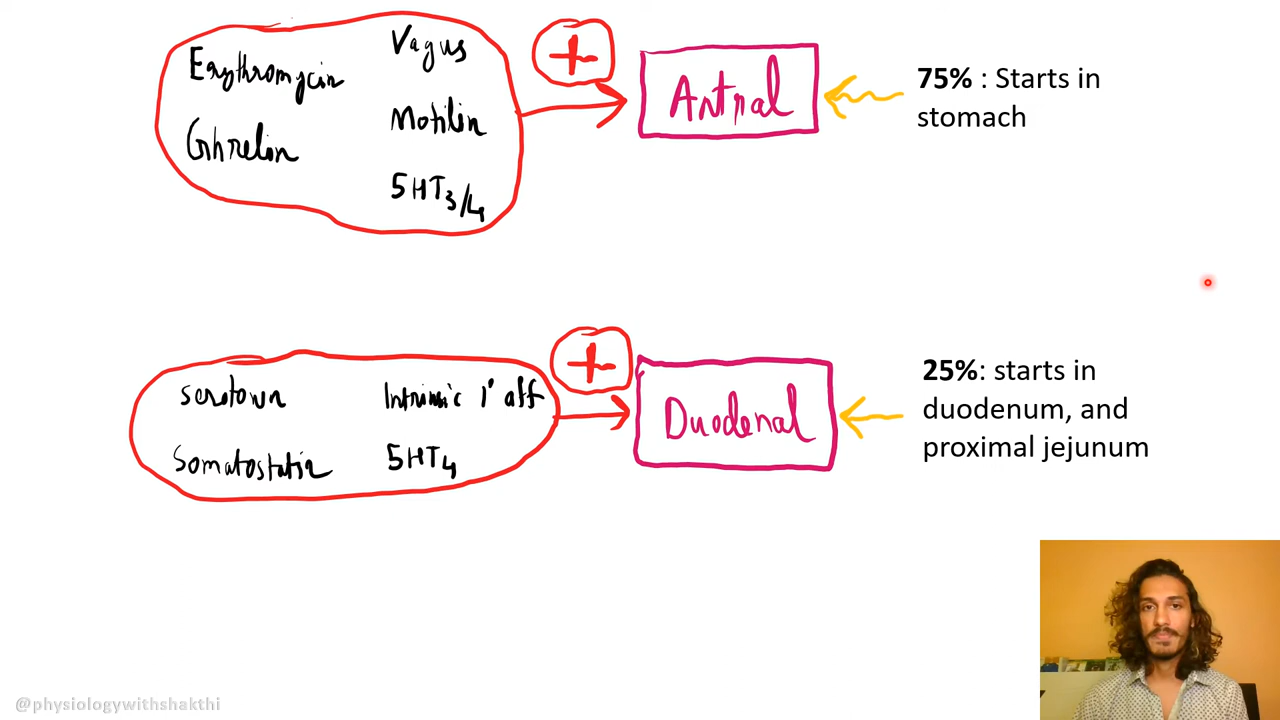 Erythromycin
Ghrelin
Vagus
Motilin
5HT3/4
+
Antral
75% : Starts in
stomach
serotonin
Somatostatin
Intrinsic 1° aff
5HT4
+
Duodenal
25%: starts in
duodenum, and
proximal jejunum
@physiologywithshakthi